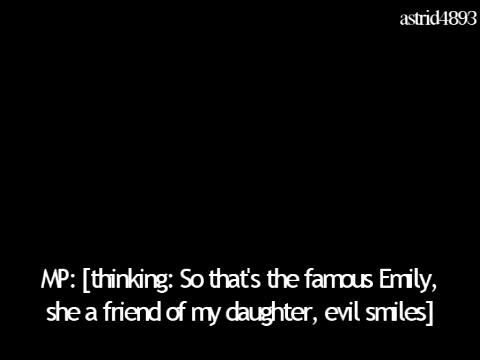 astrid4893
MP: [thinking: So that's the famous Emily,
she a friend of my daughter, evil smiles]